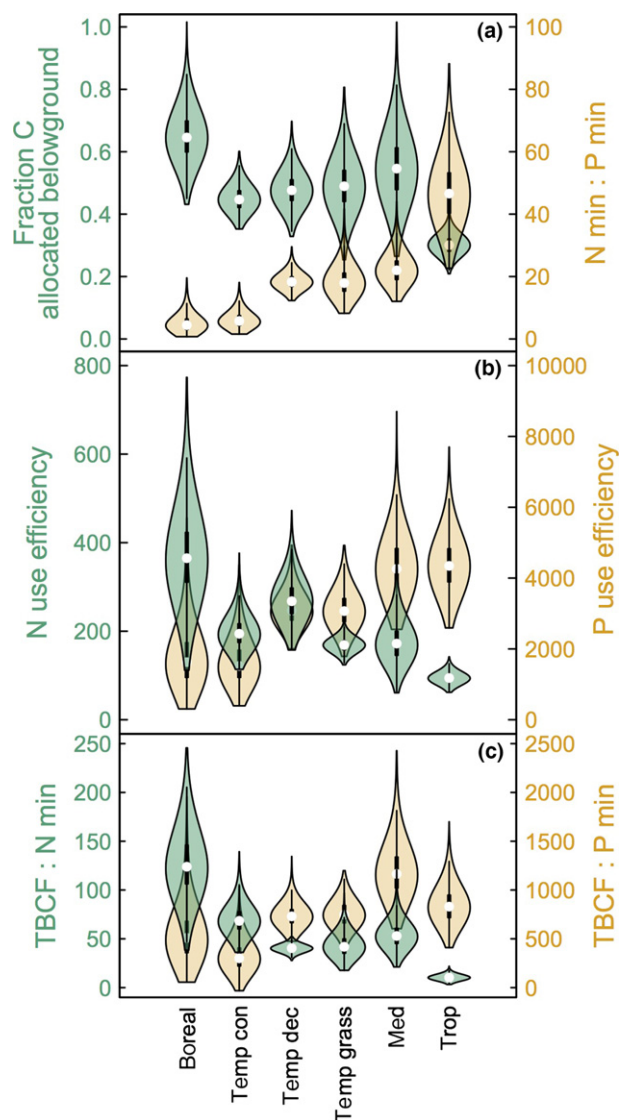 (a)
Fraction C
allocated belowground
1.0
0.8
0.6
0.4
0.2
0.0
100
80
60
40
20
0
N min : P min
(b)
N use efficiency
800
600
400
200
0
10000
8000
6000
4000
2000
0
P use efficiency
(c)
TBCF : N min
250
200
150
100
50
0
2500
2000
1500
1000
500
0
TBCF : P min
Boreal
Temp con
Temp dec
Temp grass
Med
Trop